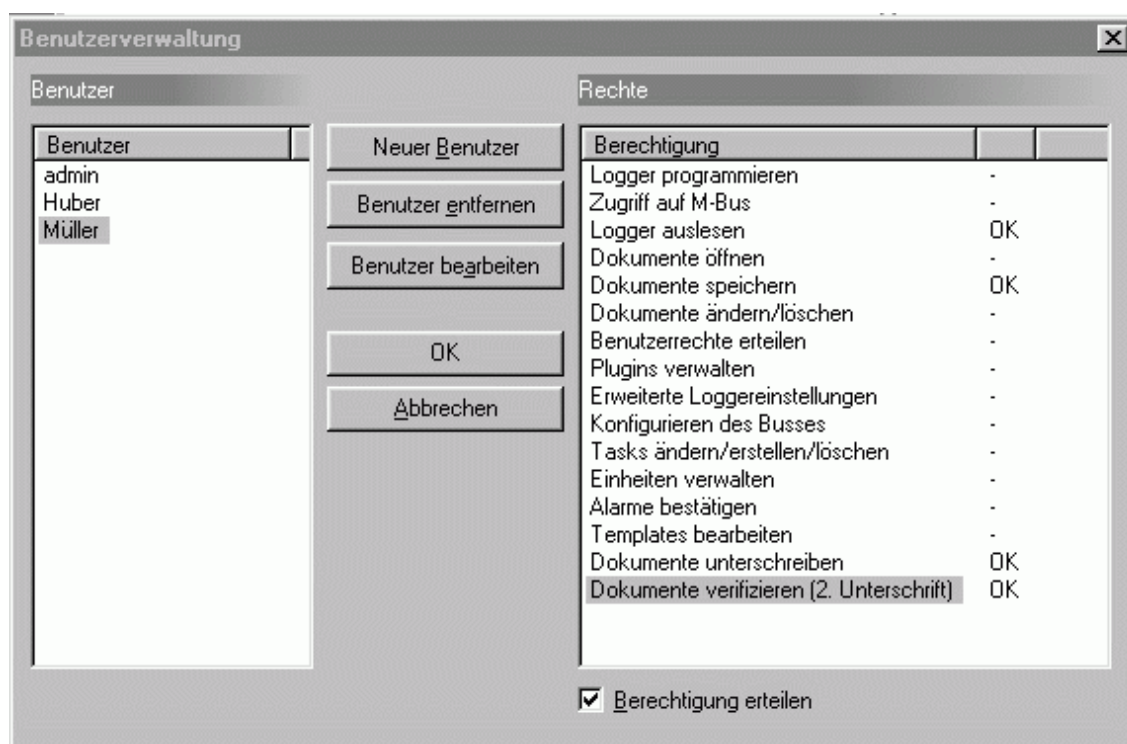 Benutzerverwaltung
Benutzer
Benutzer
admin
Huber
Müller
Neuer Benutzer
Benutzer entfernen
Benutzer bearbeiten
OK
Abbrechen
Rechte
Berechtigung
Logger programmieren -
Zugriff auf M-Bus -
Logger auslesen OK
Dokumente öffnen -
Dokumente speichern OK
Dokumente ändern/löschen -
Benutzerrechte erteilen -
Plugins verwalten -
Erweiterte Loggereinstellungen -
Konfigurieren des Busses -
Tasks ändern/erstellen/löschen -
Einheiten verwalten -
Alarme bestätigen -
Templates bearbeiten -
Dokumente unterschreiben OK
Dokumente verifizieren (2. Unterschrift) OK
Berechtigung erteilen